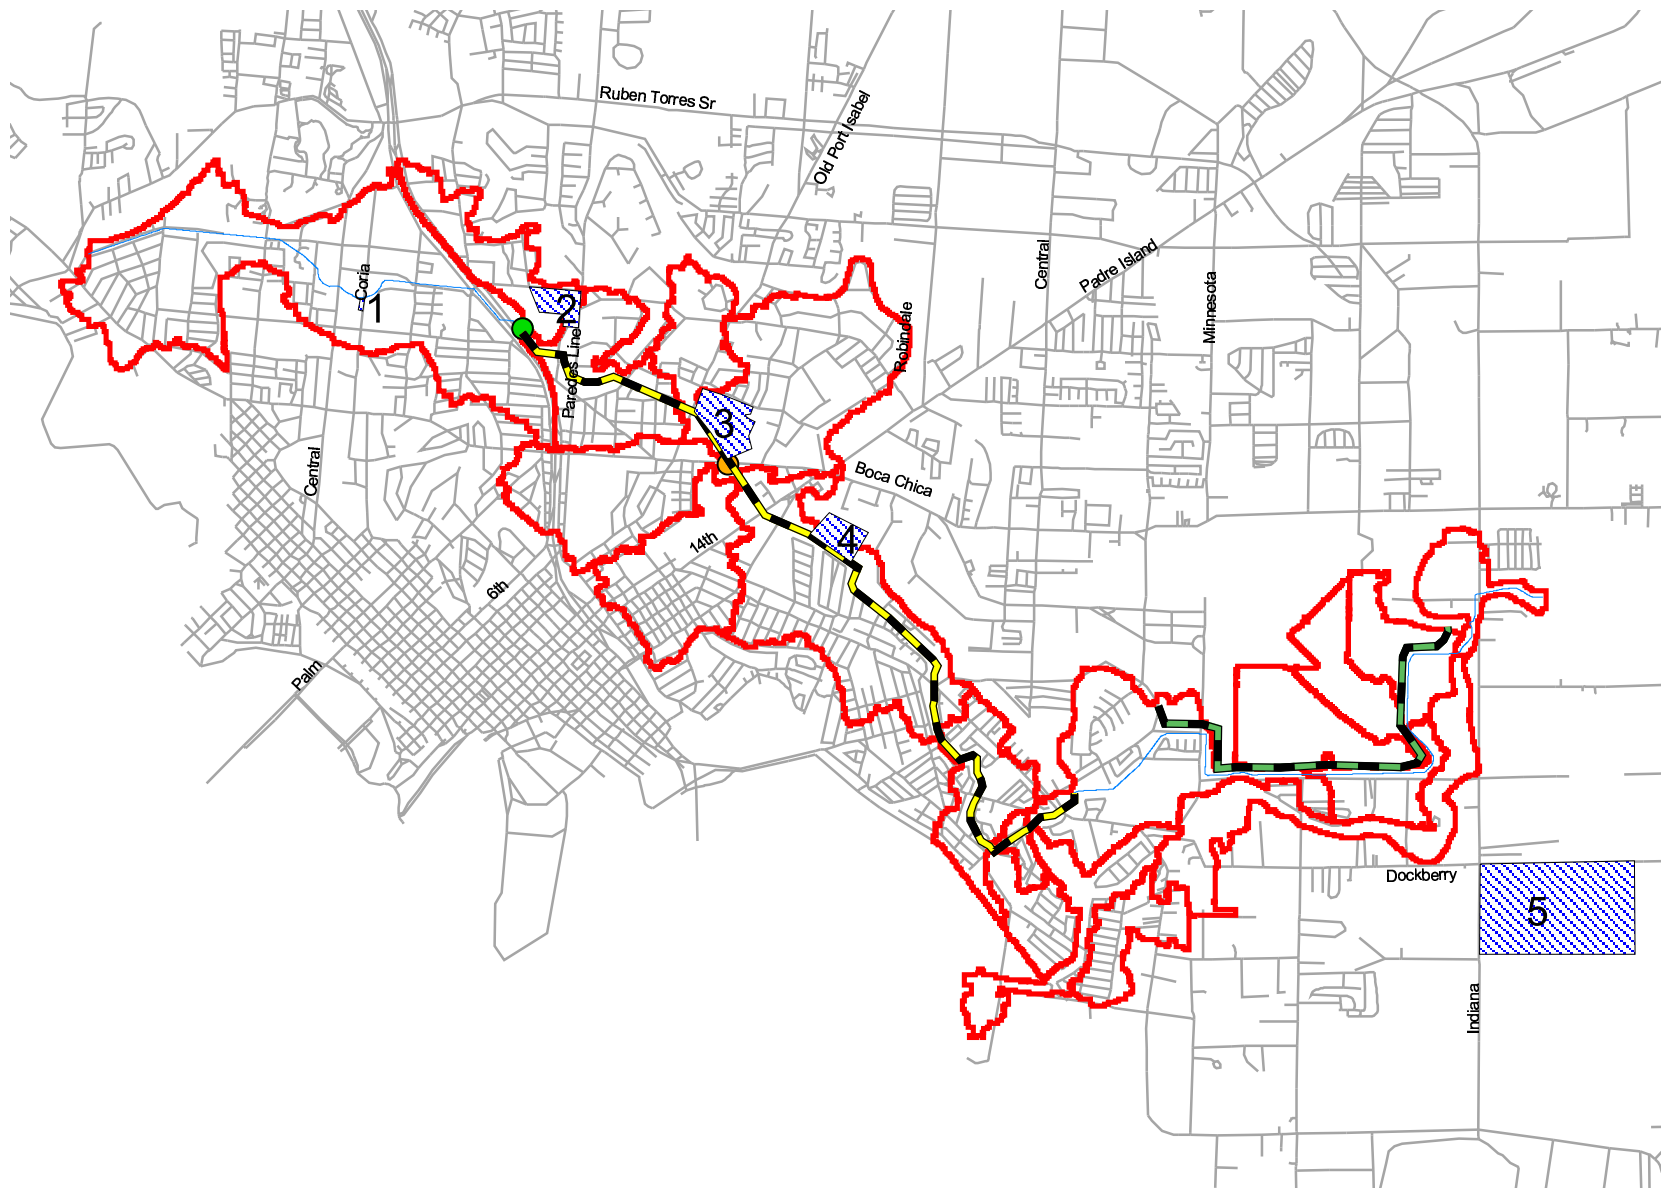 Ruben Torres Sr
Old Port Isabel
Central
Padre Island
Minnesota
Coria
1
2
Paredes Line
Robindale
3
Boca Chica
Central
14th
4
6th
Palm
Dockberry
5
Indiana